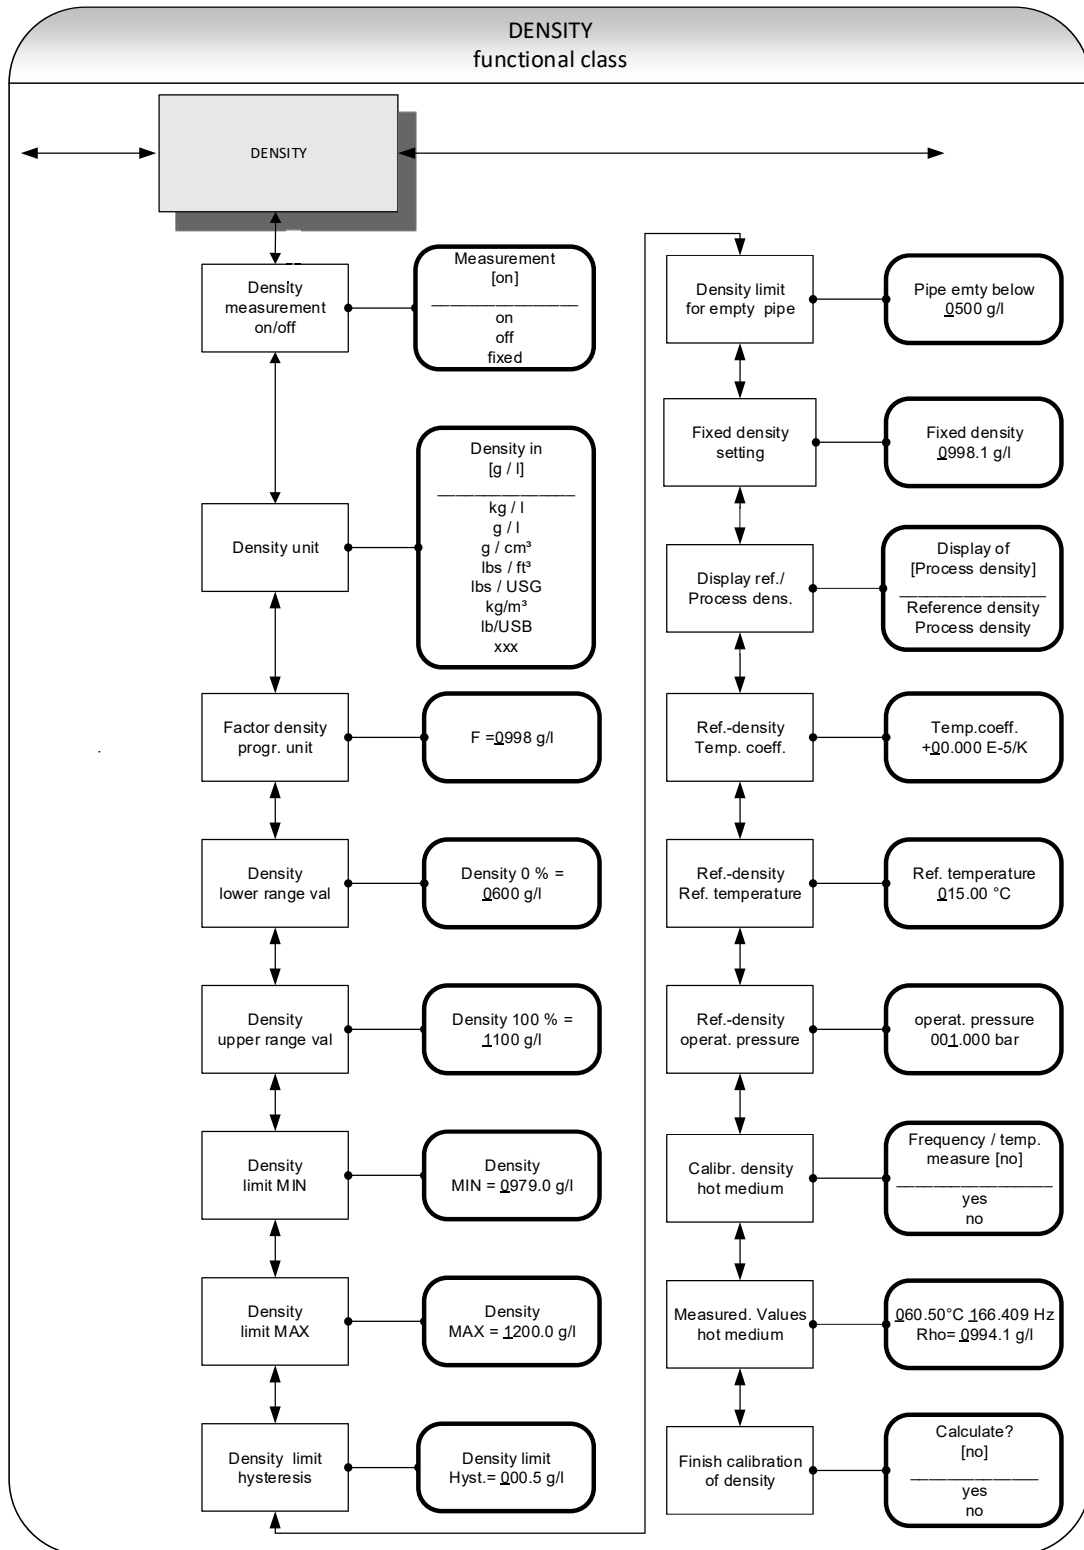 DENSITY
functional class
DENSITY
Density
measurement
on/off
Measurement
[on]
________________
on
off
fixed
Density unit
Density in
[g / l]
_______________
kg / l
g / l
g / cm³
lbs / ft³
lbs / USG
kg/m³
lb/USB
xxx
Factor density
progr. unit
F =0998 g/l
Density
lower range val
Density 0 % =
0600 g/l
Density
upper range val
Density 100 % =
1100 g/l
Density
limit MIN
Density
MIN = 0979.0 g/l
Density
limit MAX
Density
MAX = 1200.0 g/l
Density limit
hysteresis
Density limit
Hyst.= 000.5 g/l
Density limit
for empty pipe
Pipe emty below
0500 g/l
Fixed density
setting
Fixed density
0998.1 g/l
Display ref./
Process dens.
Display of
[Process density]
________________
Reference density
Process density
Ref.-density
Temp. coeff.
Temp.coeff.
+00.000 E-5/K
Ref.-density
Ref. temperature
Ref. temperature
015.00 °C
Ref.-density
operat. pressure
operat. pressure
001.000 bar
Calibr. density
hot medium
Frequency / temp.
measure [no]
_________________
yes
no
Measured. Values
hot medium
060.50°C 166.409 Hz
Rho= 0994.1 g/l
Finish calibration
of density
Calculate?
[no]
______________
yes
no